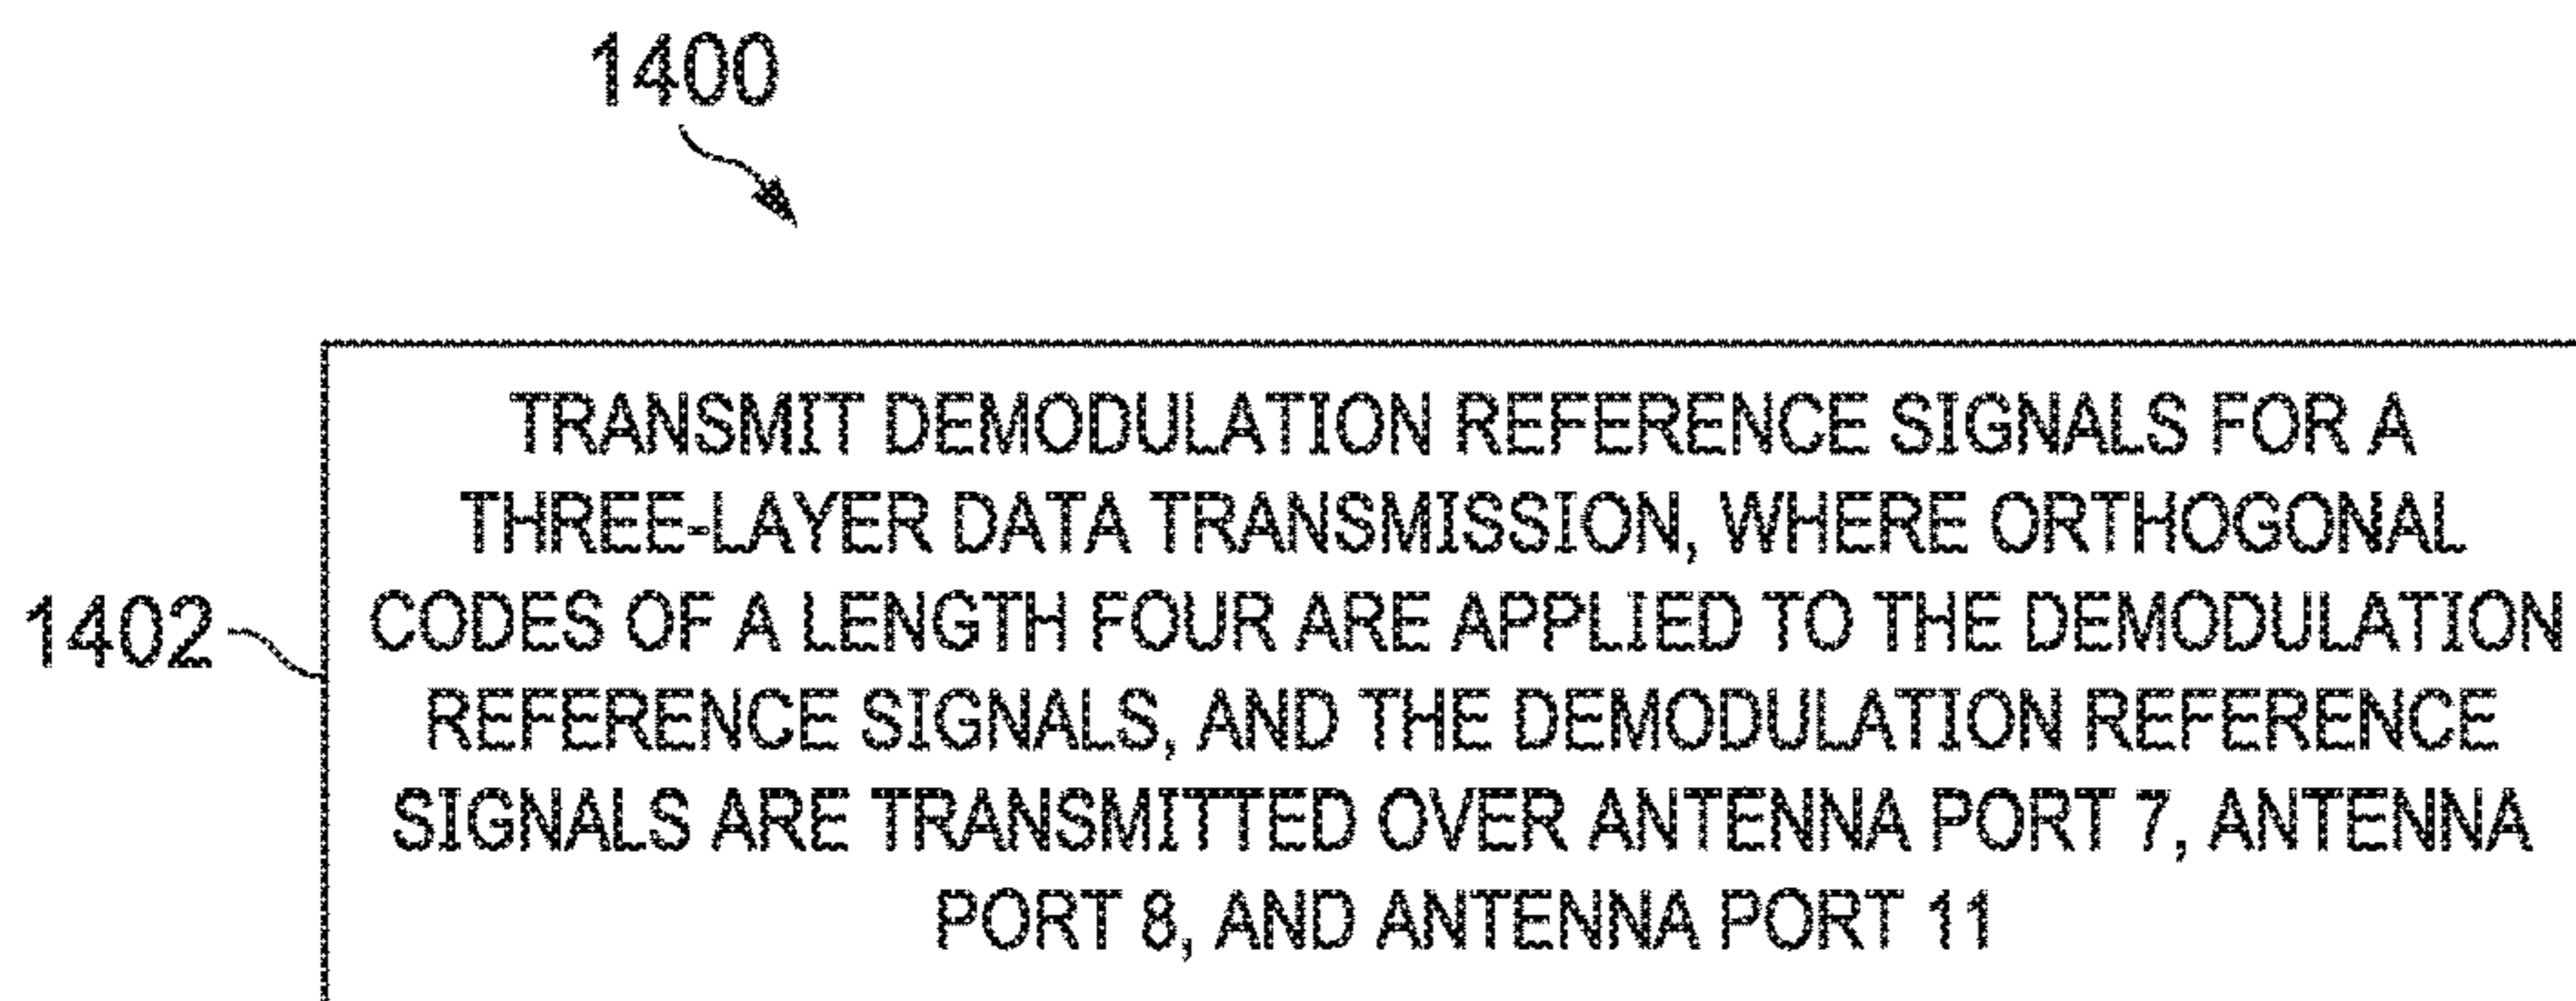 1400
TRANSMIT DEMODULATION REFERENCE SIGNALS FOR A
THREE-LAYER DATA TRANSMISSION, WHERE ORTHOGONAL
1402
CODES OF A LENGTH FOUR ARE APPLIED TO THE DEMODULATION
REFERENCE SIGNALS, AND THE DEMODULATION REFERENCE
SIGNALS ARE TRANSMITTED OVER ANTENNA PORT 7, ANTENNA
PORT 8, AND ANTENNA PORT 11